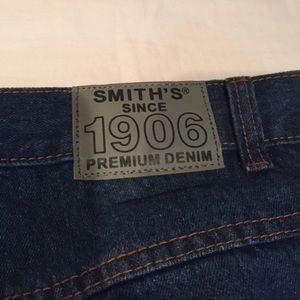 SMITH'S®
SINCE
1906
PREMIUM DENIM